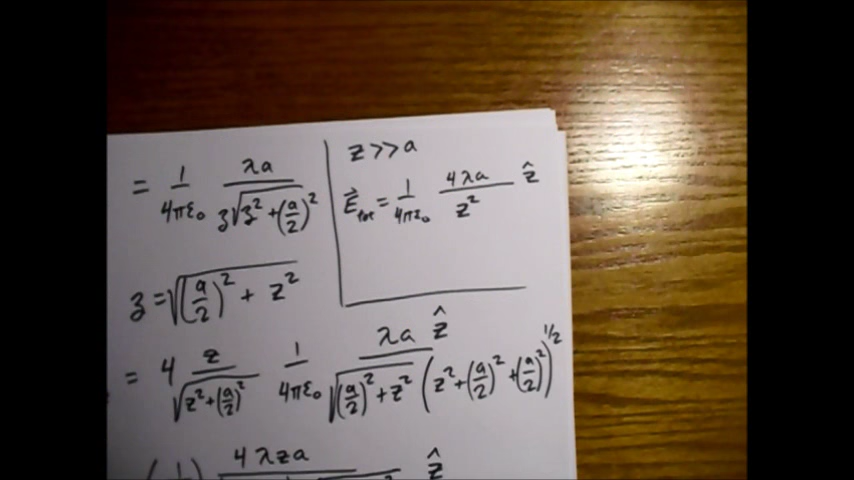 = 1/4πε₀ λa/(𝓏√(𝓏² + (a/2)²))
z >> a
E⃗tot = 1/4πε₀ 4λa/z² ẑ
𝓏 = √((a/2)² + z²)
= 4 z/√(z² + (a/2)²) 1/4πε₀ λa ẑ/(√((a/2)² + z²) (z² + (a/2)² + (a/2)²)^1/2)
4λza ẑ